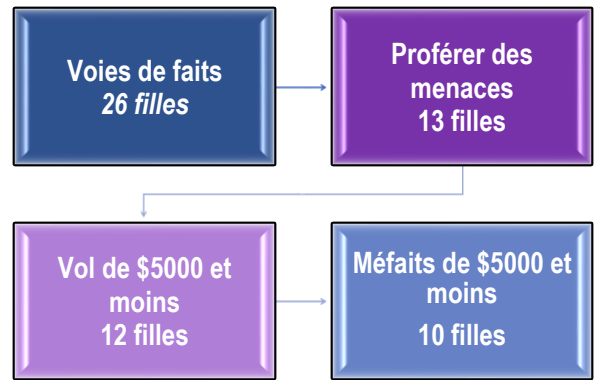 Voies de faits
26 filles
Proférer des
menaces
13 filles
Vol de $5000 et
moins
12 filles
Méfaits de $5000 et
moins
10 filles